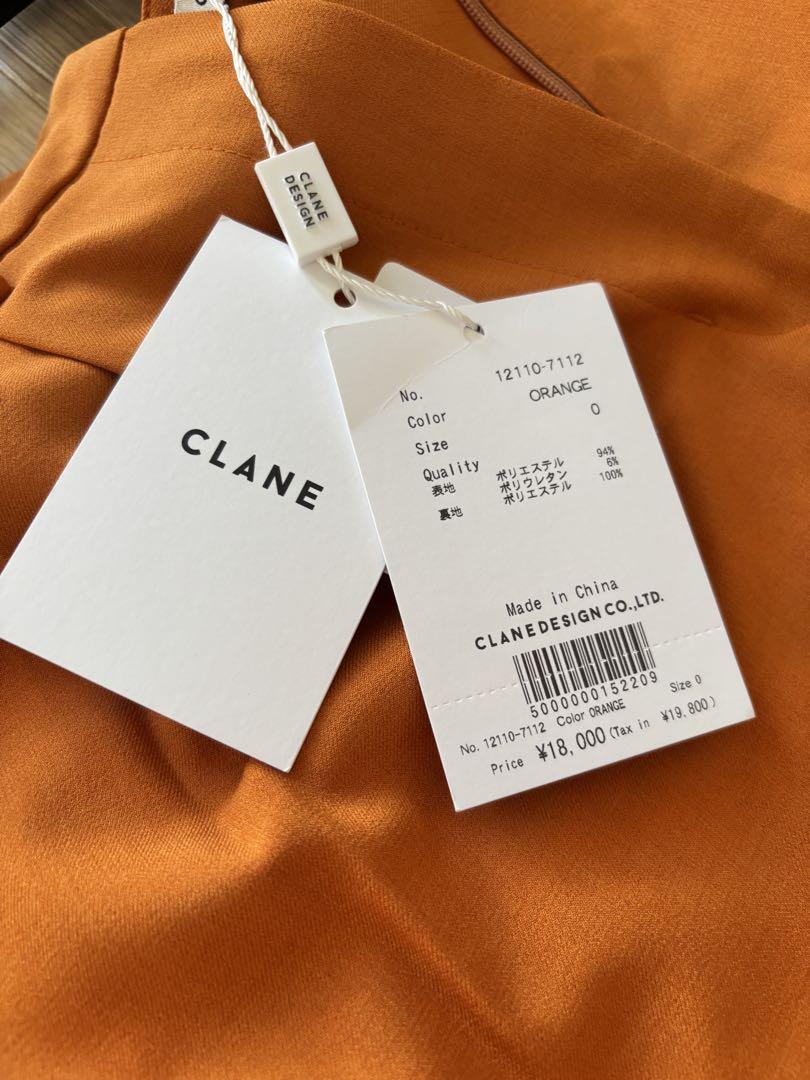 CLANE
DESIGN
CLANE
No. 12110-7112
Color ORANGE
Size 0
Quality
表地 ポリエステル 94%
ポリウレタン 6%
裏地 ポリエステル 100%
Made in China
CLANE DESIGN CO.,LTD.
5000000152209
No. 12110-7112 Color ORANGE Size 0
Price ¥18,000 (Tax in ¥19,800)